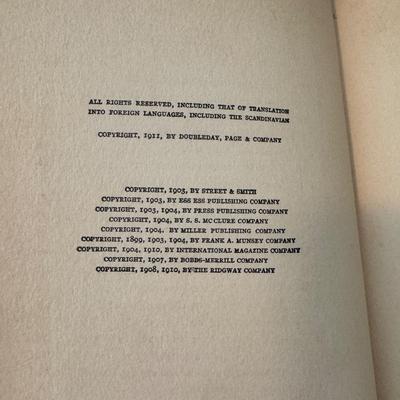 ALL RIGHTS RESERVED, INCLUDING THAT OF TRANSLATION
INTO FOREIGN LANGUAGES, INCLUDING THE SCANDINAVIAN
COPYRIGHT, 1911, BY DOUBLEDAY, PAGE & COMPANY
COPYRIGHT, 1903, BY STREET & SMITH
COPYRIGHT, 1903, BY ESS ESS PUBLISHING COMPANY
COPYRIGHT, 1903, 1904, BY PRESS PUBLISHING COMPANY
COPYRIGHT, 1904, BY S. S. MCCLURE COMPANY
COPYRIGHT, 1904, BY MILLER PUBLISHING COMPANY
COPYRIGHT, 1899, 1903, 1904, BY FRANK A. MUNSEY COMPANY
COPYRIGHT, 1904, 1910, BY INTERNATIONAL MAGAZINE COMPANY
COPYRIGHT, 1907, BY BOBBS-MERRILL COMPANY
COPYRIGHT, 1908, 1910, BY THE RIDGWAY COMPANY